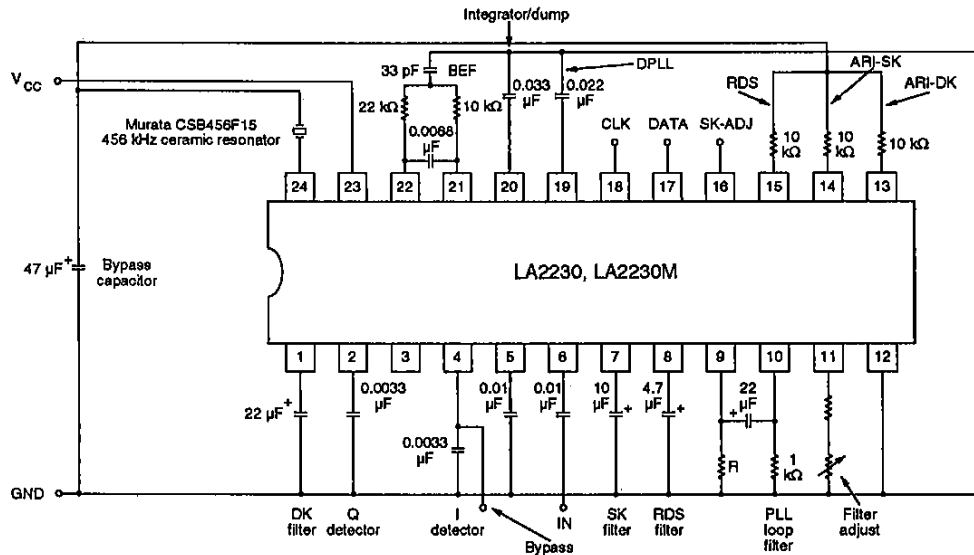 Integrator/dump
VCC
33 pF
BEF
DPLL
0.033
µF
0.022
µF
RDS
ARI-SK
ARI-DK
22 kΩ
10 kΩ
0.0068
µF
Murata CSB456F15
456 kHz ceramic resonator
CLK
DATA
SK-ADJ
10
kΩ
10
kΩ
10 kΩ
24
23
22
21
20
19
18
17
16
15
14
13
47 µF
+
Bypass
capacitor
LA2230, LA2230M
1
2
3
4
5
6
7
8
9
10
11
12
22 µF
+
0.0033
µF
0.0033
µF
0.01
µF
0.01
µF
10
µF
+
4.7
µF
+
22
µF
+
R
1
kΩ
GND
DK
filter
Q
detector
I
detector
Bypass
IN
SK
filter
RDS
filter
PLL
loop
filter
Filter
adjust